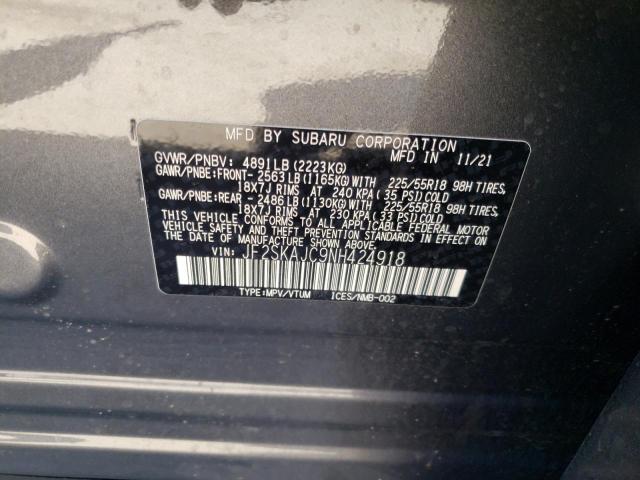 MFD BY SUBARU CORPORATION
GVWR/PNBV: 4891LB(2223KG) MFD IN 11/21
GAWR/PNBE:FRONT- 2563LB(1165KG)WITH 225/55R18 98H TIRES,
18X7J RIMS AT 240 KPA(35 PSI)COLD
GAWR/PNBE:REAR - 2486LB(1130KG)WITH 225/55R18 98H TIRES,
18X7J RIMS AT 230 KPA(33 PSI)COLD
THIS VEHICLE CONFORMS TO ALL APPLICABLE FEDERAL MOTOR
VEHICLE SAFETY AND THEFT PREVENTION STANDARDS IN EFFECT ON
THE DATE OF MANUFACTURE SHOWN ABOVE.
VIN: JF2SKAJC9NH424918
TYPE:MPV/VTUM ICES/NMB-002